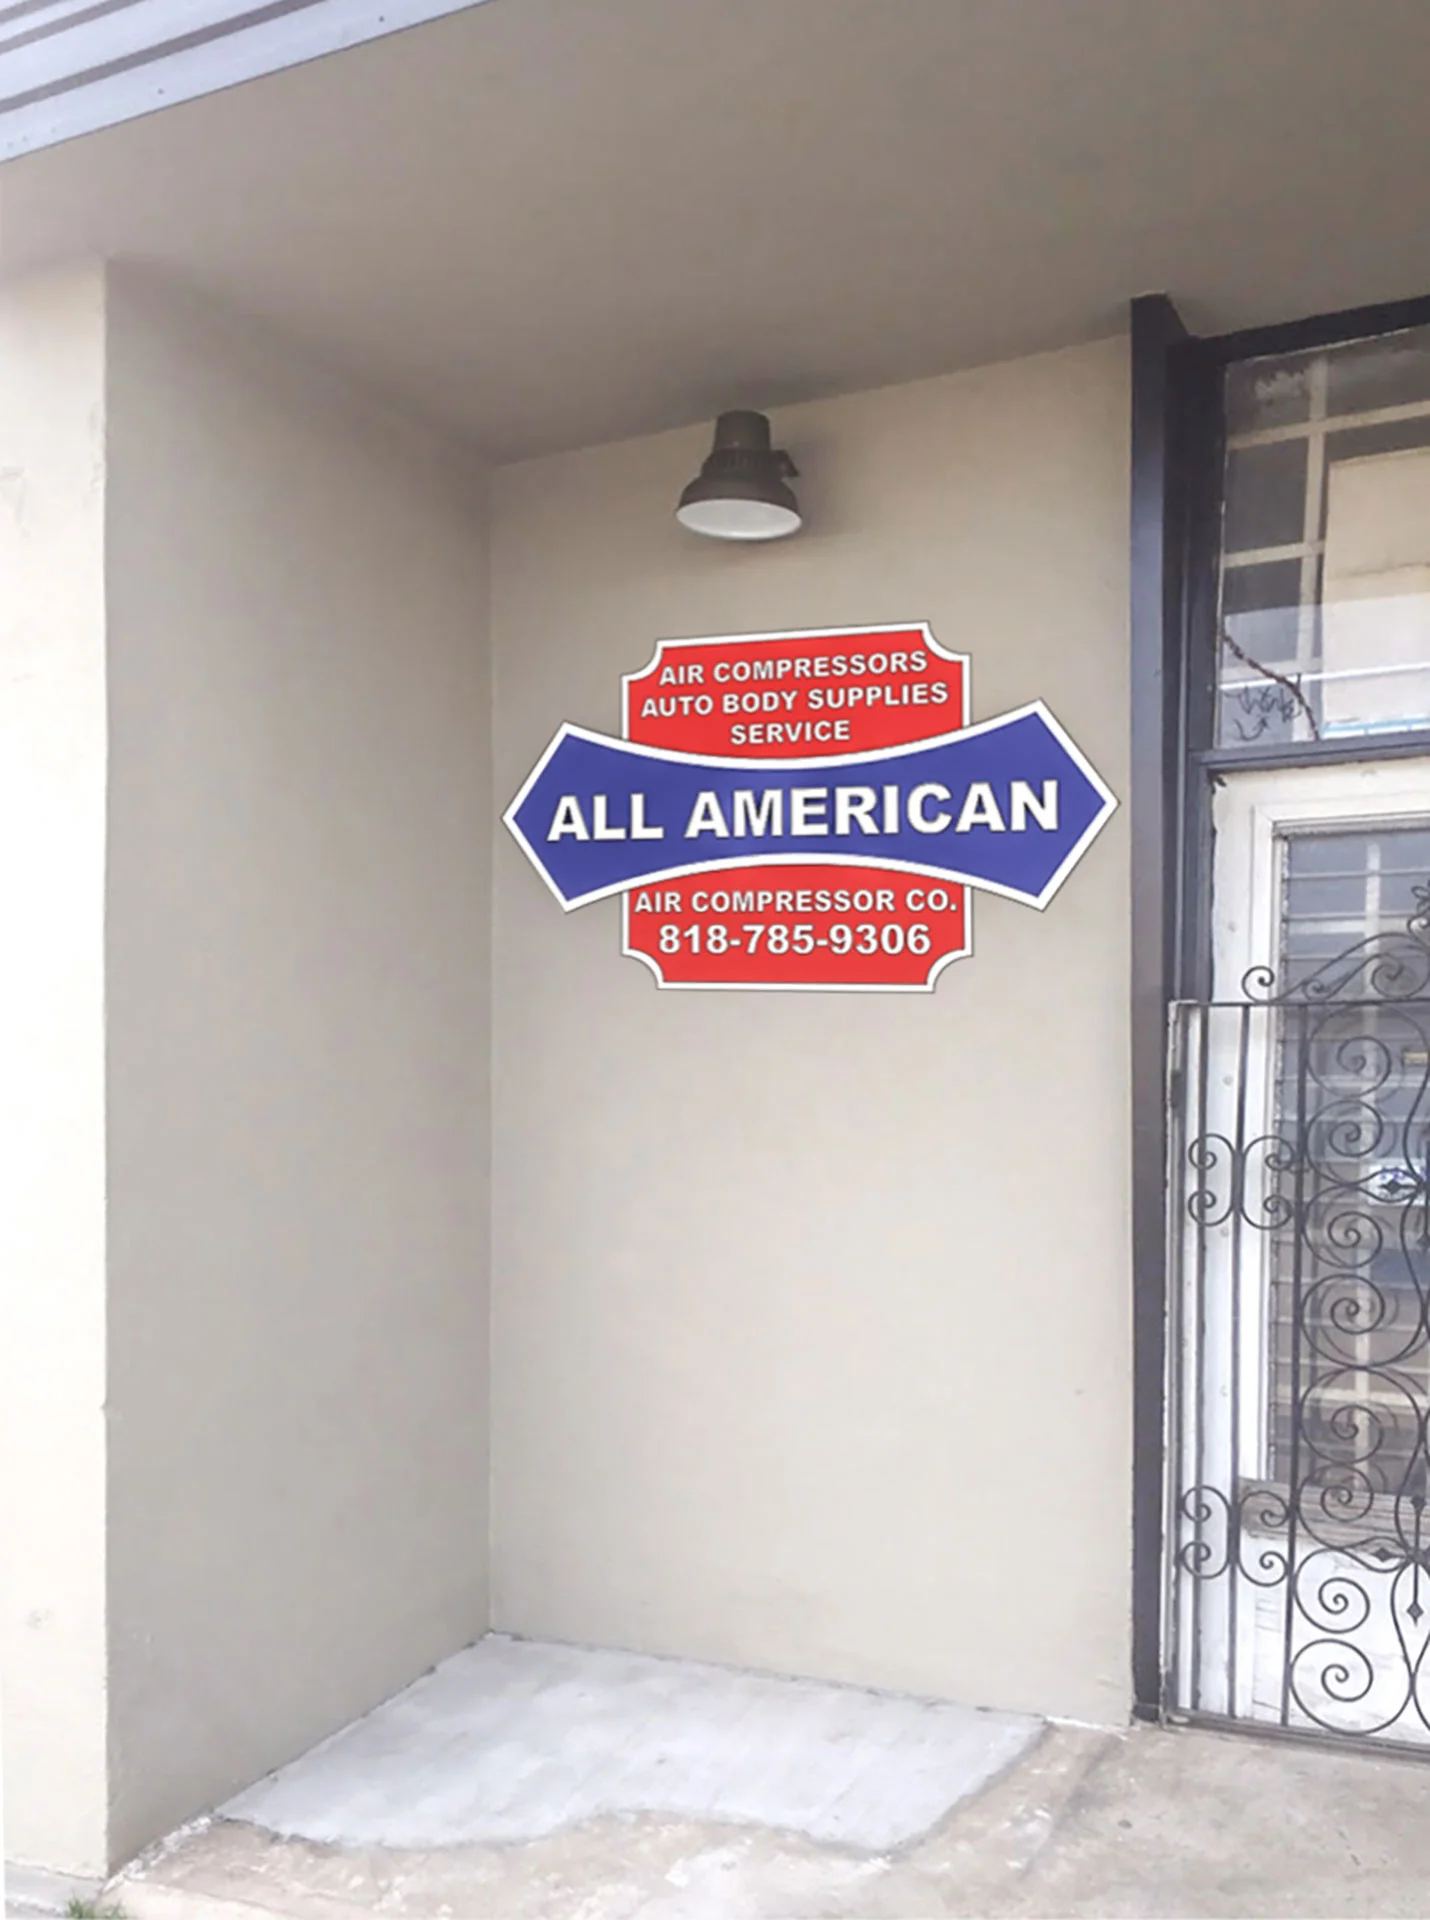 AIR COMPRESSORS
AUTO BODY SUPPLIES
SERVICE
ALL AMERICAN
AIR COMPRESSOR CO.
818-785-9306